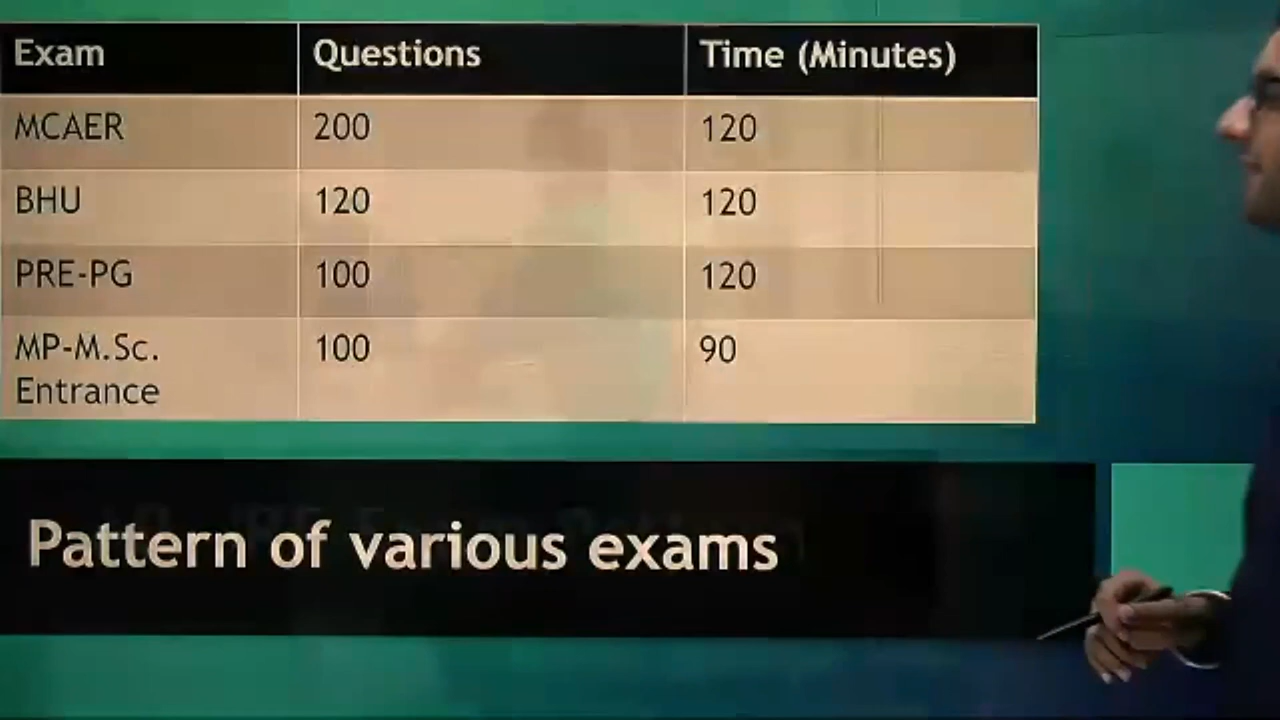 Exam Questions Time (Minutes)
MCAER 200 120
BHU 120 120
PRE-PG 100 120
MP-M.Sc. 100 90
Entrance
Pattern of various exams